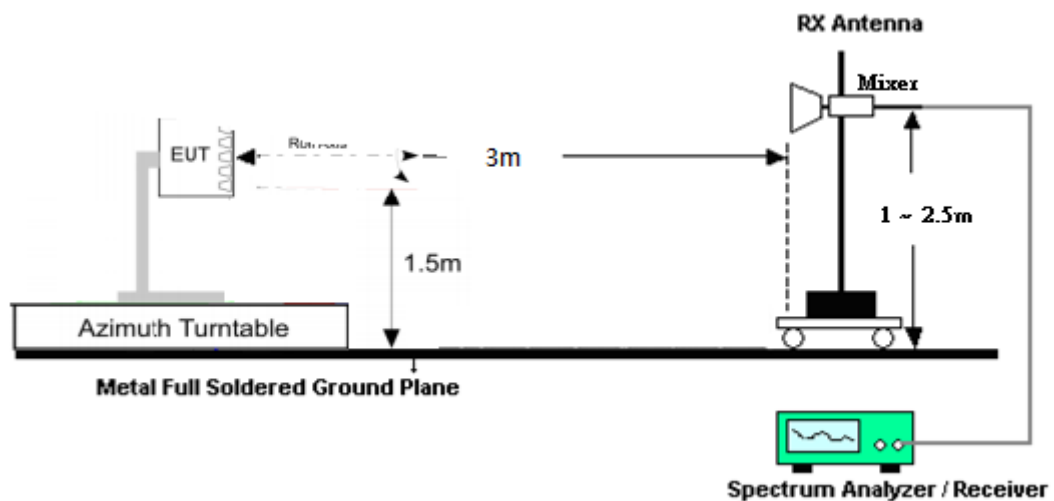 RX Antenna
Mixer
EUT
3m
1 ~ 2.5m
1.5m
Azimuth Turntable
Metal Full Soldered Ground Plane
Spectrum Analyzer / Receiver